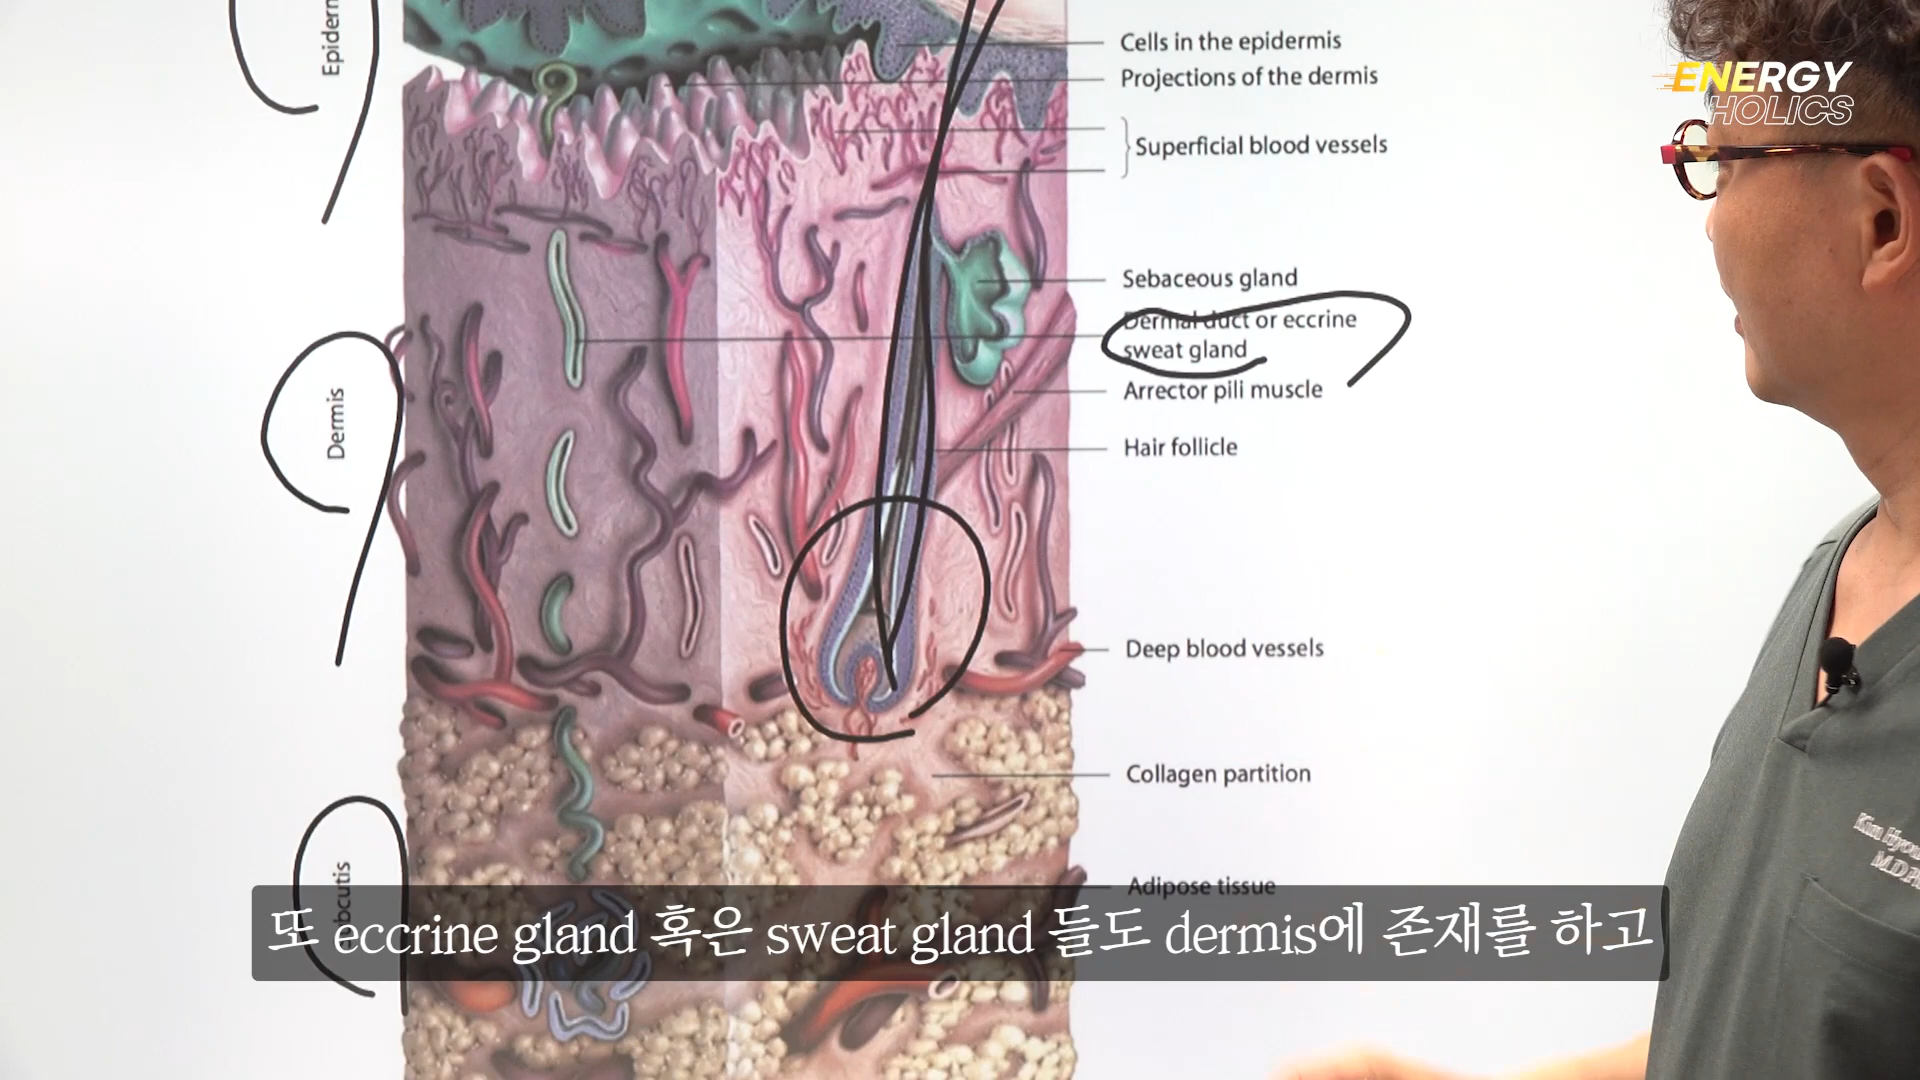 Epiderm
Cells in the epidermis
Projections of the dermis
Superficial blood vessels
Sebaceous gland
Dermal duct or eccrine
sweat gland
Arrector pili muscle
Hair follicle
Dermis
Deep blood vessels
Collagen partition
Adipose tissue
bcutis
ENERGY
HOLICS
Kim Hyou
M.D.P
또 eccrine gland 혹은 sweat gland 들도 dermis에 존재를 하고